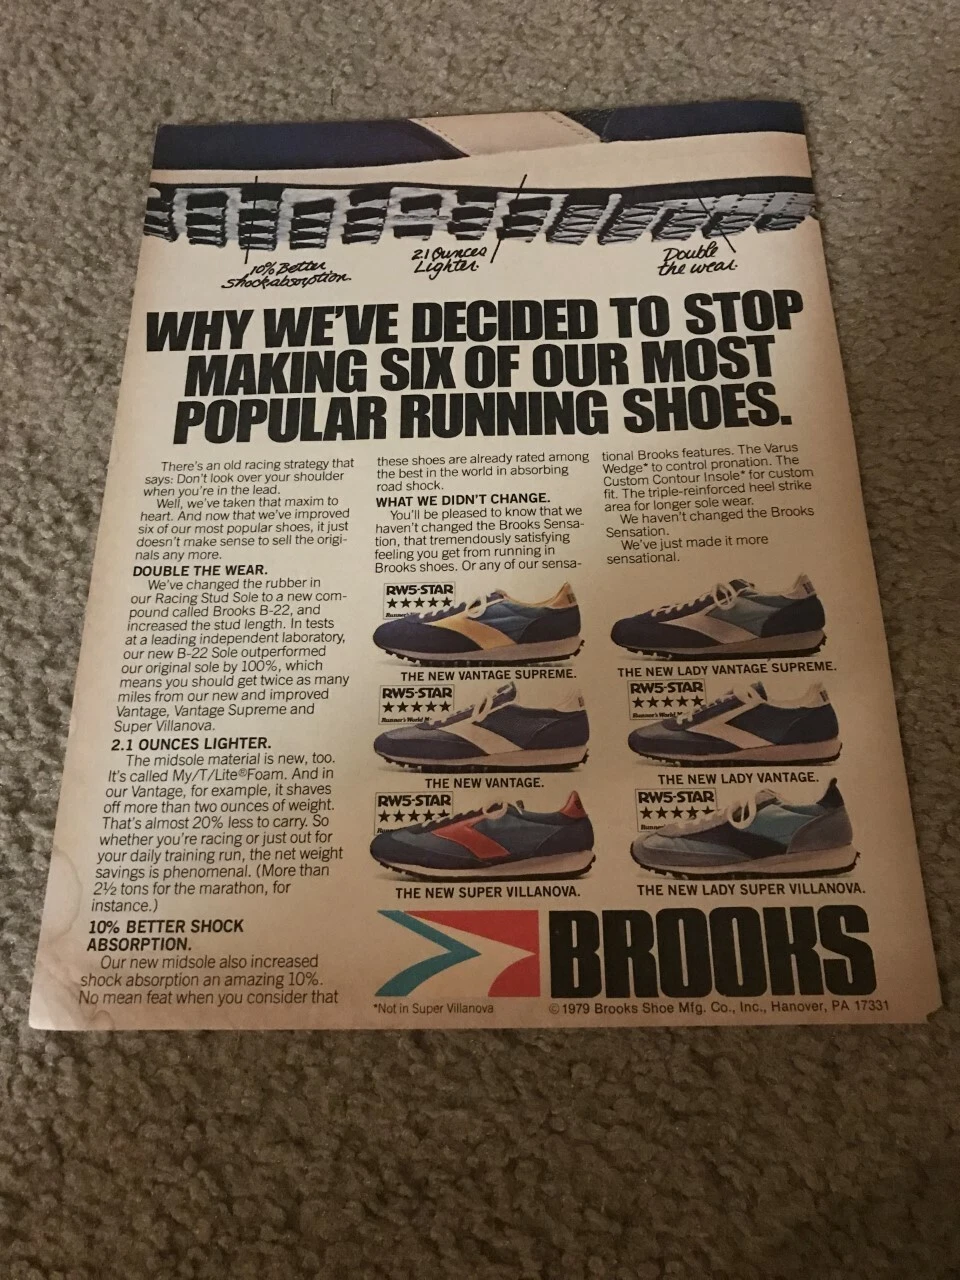 10% Better
shock absorption.
2.1 Ounces
Lighter.
Double
the wear.
WHY WE'VE DECIDED TO STOP
MAKING SIX OF OUR MOST
POPULAR RUNNING SHOES.
There's an old racing strategy that
says: Don't look over your shoulder
when you're in the lead.
Well, we've taken that maxim to
heart. And now that we've improved
six of our most popular shoes, it just
doesn't make sense to sell the origi-
nals any more.
DOUBLE THE WEAR.
We've changed the rubber in
our Racing Stud Sole to a new com-
pound called Brooks B-22, and
increased the stud length. In tests
at a leading independent laboratory,
our new B-22 Sole outperformed
our original sole by 100%, which
means you should get twice as many
miles from our new and improved
Vantage, Vantage Supreme and
Super Villanova.
2.1 OUNCES LIGHTER.
The midsole material is new, too.
It's called My/T/Lite® Foam. And in
our Vantage, for example, it shaves
off more than two ounces of weight.
That's almost 20% less to carry. So
whether you're racing or just out for
your daily training run, the net weight
savings is phenomenal. (More than
2½ tons for the marathon, for
instance.)
10% BETTER SHOCK
ABSORPTION.
Our new midsole also increased
shock absorption an amazing 10%.
No mean feat when you consider that
these shoes are already rated among
the best in the world in absorbing
road shock.
WHAT WE DIDN'T CHANGE.
You'll be pleased to know that we
haven't changed the Brooks Sensa-
tion, that tremendously satisfying
feeling you get from running in
Brooks shoes. Or any of our sensa-
tional Brooks features. The Varus
Wedge* to control pronation. The
Custom Contour Insole* for custom
fit. The triple-reinforced heel strike
area for longer sole wear.
We haven't changed the Brooks
Sensation.
We've just made it more
sensational.
RW5-STAR
★★★★★
Runner's
THE NEW VANTAGE SUPREME.
THE NEW LADY VANTAGE SUPREME.
RW5-STAR
★★★★★
Runner's World
THE NEW VANTAGE.
RW5-STAR
★★★★★
Runner's World
THE NEW LADY VANTAGE.
RW5-STAR
★★★★★
THE NEW SUPER VILLANOVA.
RW5-STAR
★★★★
Runner
THE NEW LADY SUPER VILLANOVA.
BROOKS
*Not in Super Villanova
©1979 Brooks Shoe Mfg. Co., Inc., Hanover, PA 17331